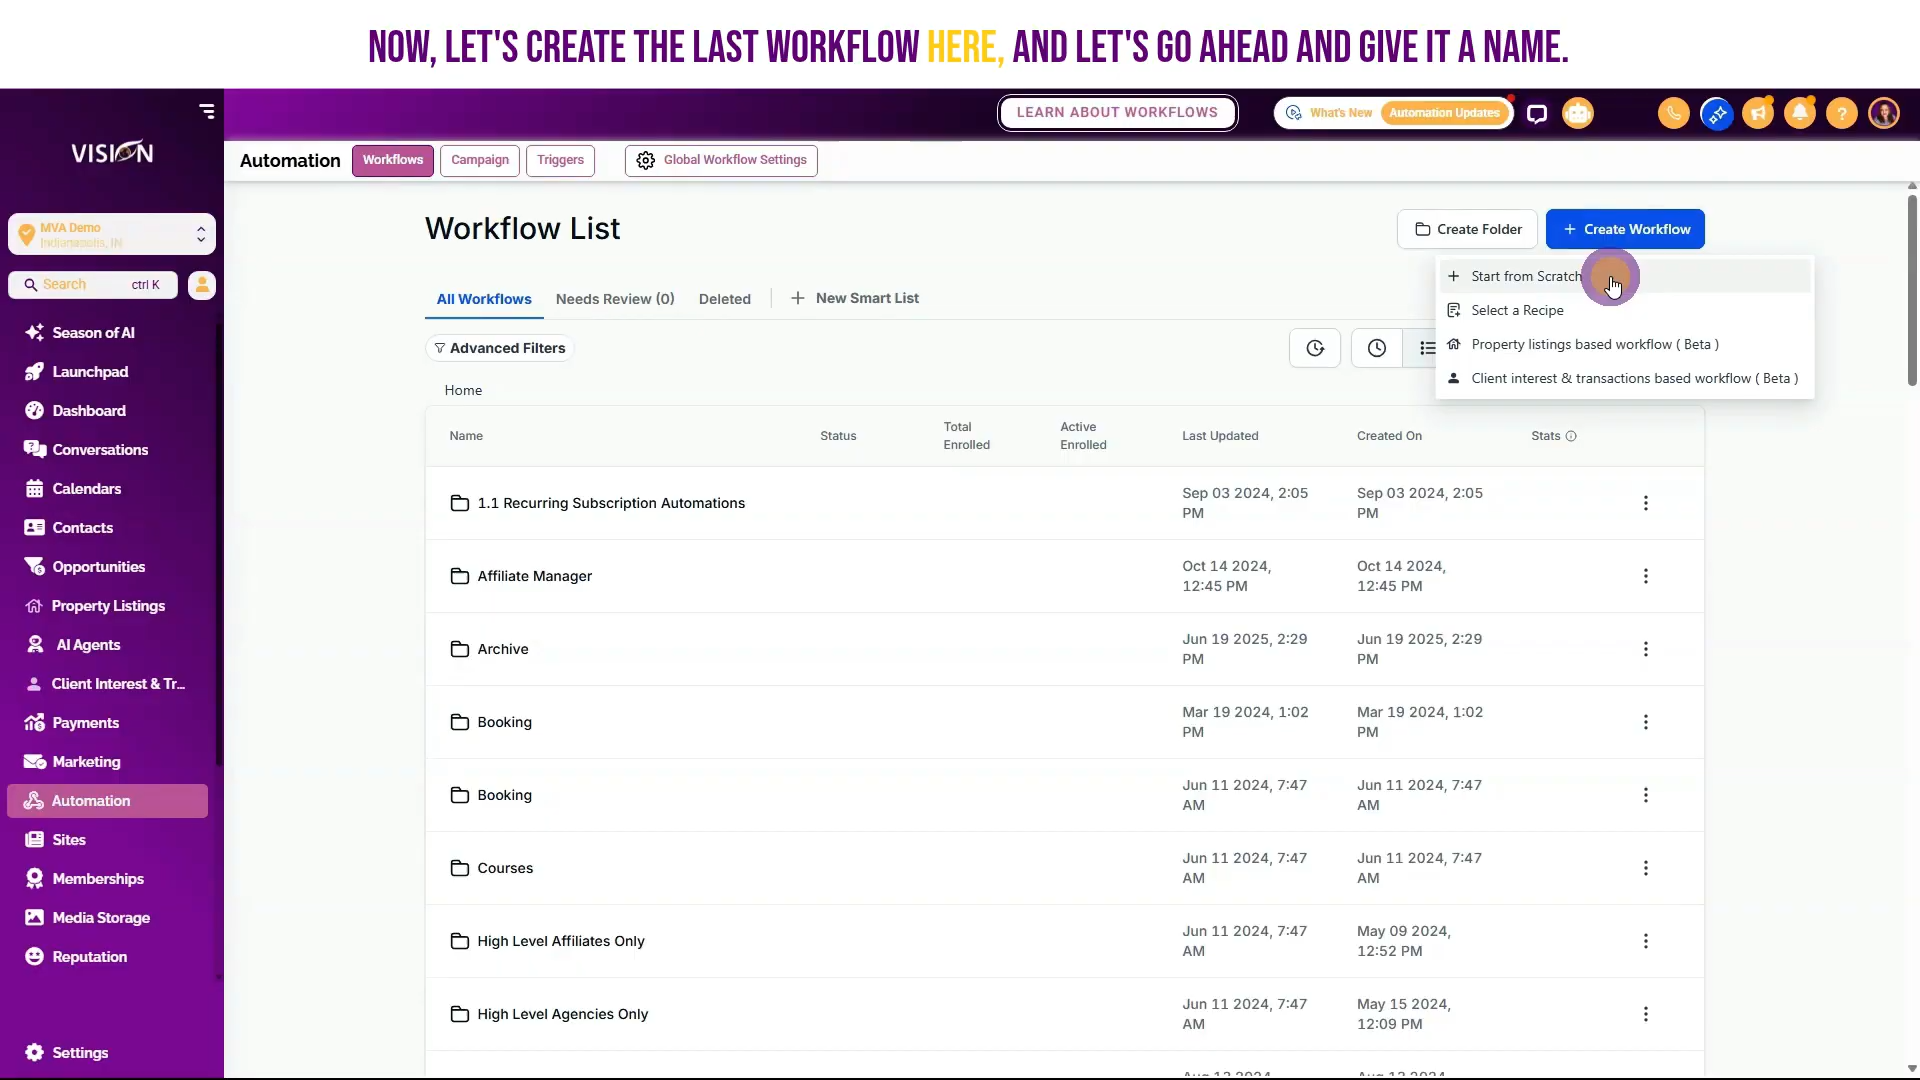 NOW, LET'S CREATE THE LAST WORKFLOW HERE, AND LET'S GO AHEAD AND GIVE IT A NAME.
LEARN ABOUT WORKFLOWS
What's New
Automation Updates
VISION
Automation
Workflows
Campaign
Triggers
Global Workflow Settings
MVA Demo
Indianapolis, IN
Search
ctrl K
Season of AI
Launchpad
Dashboard
Conversations
Calendars
Contacts
Opportunities
Property Listings
AI Agents
Client Interest & Tr...
Payments
Marketing
Automation
Sites
Memberships
Media Storage
Reputation
Settings
Workflow List
Create Folder
+ Create Workflow
+ Start from Scratch
Select a Recipe
Property listings based workflow ( Beta )
Client interest & transactions based workflow ( Beta )
All Workflows
Needs Review (0)
Deleted
+ New Smart List
Advanced Filters
Home
Name
Status
Total
Enrolled
Active
Enrolled
Last Updated
Created On
Stats
1.1 Recurring Subscription Automations
Sep 03 2024, 2:05
PM
Sep 03 2024, 2:05
PM
Affiliate Manager
Oct 14 2024,
12:45 PM
Oct 14 2024,
12:45 PM
Archive
Jun 19 2025, 2:29
PM
Jun 19 2025, 2:29
PM
Booking
Mar 19 2024, 1:02
PM
Mar 19 2024, 1:02
PM
Booking
Jun 11 2024, 7:47
AM
Jun 11 2024, 7:47
AM
Courses
Jun 11 2024, 7:47
AM
Jun 11 2024, 7:47
AM
High Level Affiliates Only
Jun 11 2024, 7:47
AM
May 09 2024,
12:52 PM
High Level Agencies Only
Jun 11 2024, 7:47
AM
May 15 2024,
12:09 PM